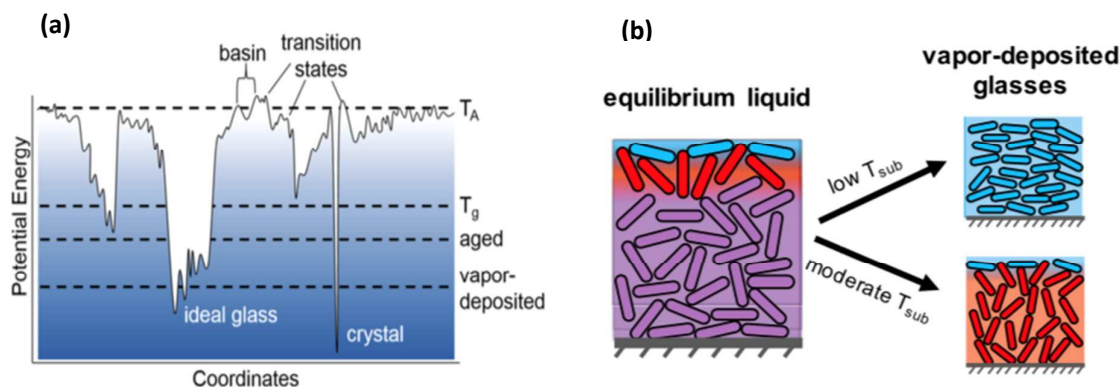 (a)
transition
states
basin
T_A
T_g
aged
vapor-
deposited
ideal glass
crystal
Potential Energy
Coordinates
(b)
vapor-deposited
glasses
equilibrium liquid
low T_sub
moderate T_sub